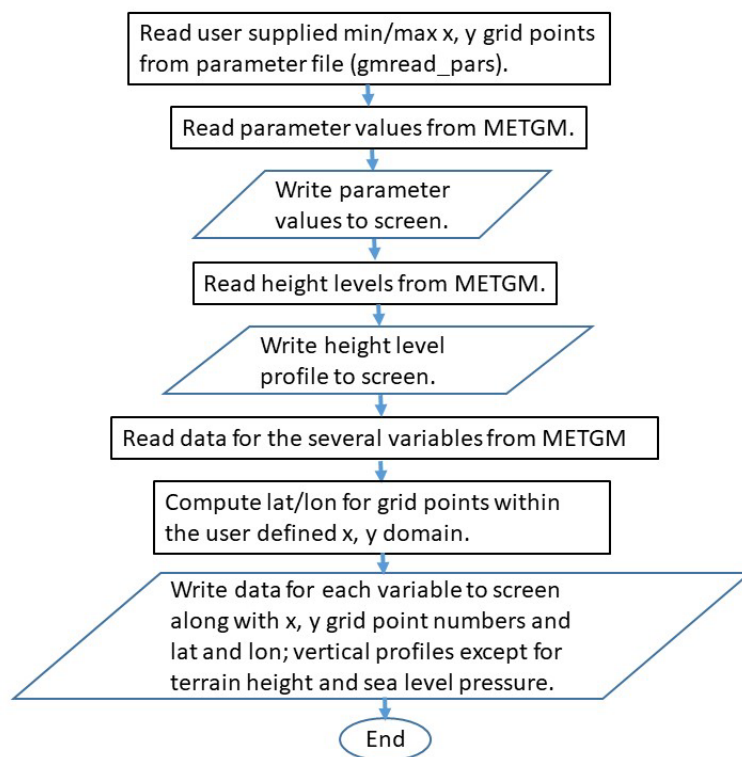 Read user supplied min/max x, y grid points
from parameter file (gmread_pars).
Read parameter values from METGM.
Write parameter
values to screen.
Read height levels from METGM.
Write height level
profile to screen.
Read data for the several variables from METGM
Compute lat/lon for grid points within
the user defined x, y domain.
Write data for each variable to screen
along with x, y grid point numbers and
lat and lon; vertical profiles except for
terrain height and sea level pressure.
End